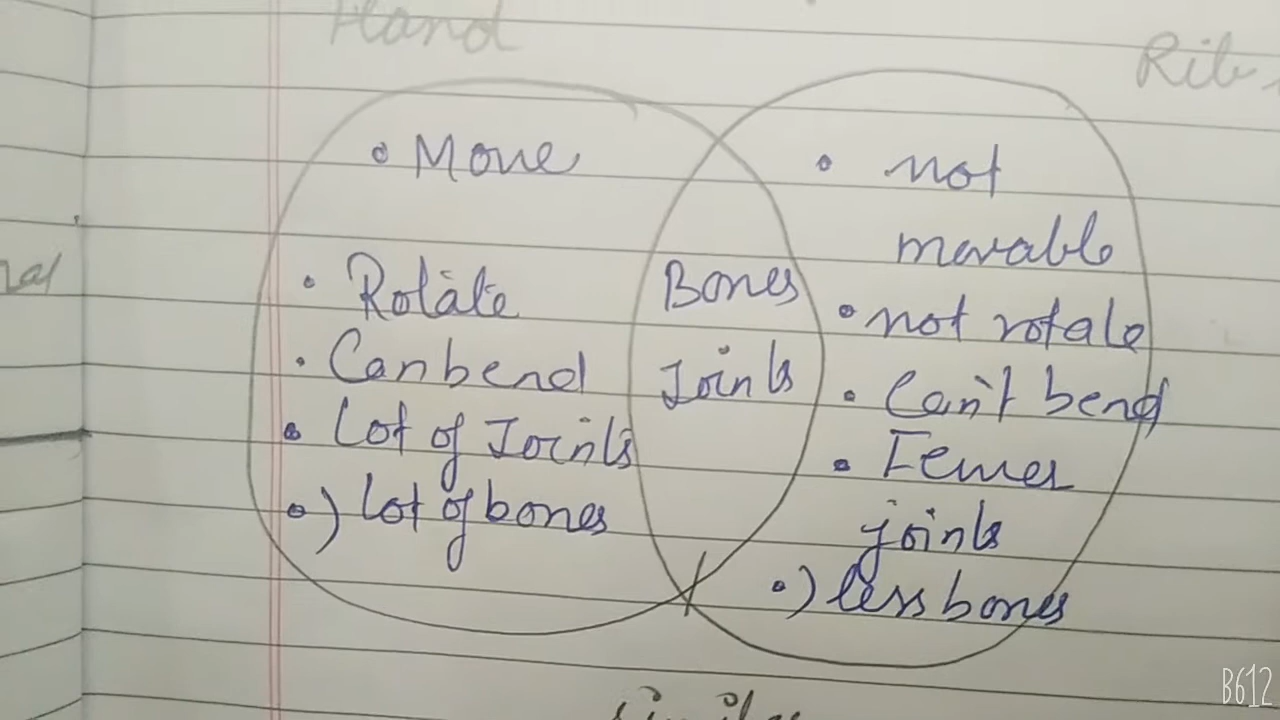 Hand
Rib
• Move
• Rotate
• Can bend
• Lot of Joints
•) lot of bones
Bones
Joints
• not
movable
• not rotale
• Can't bend
• Fewer
joints
•) less bones
B612